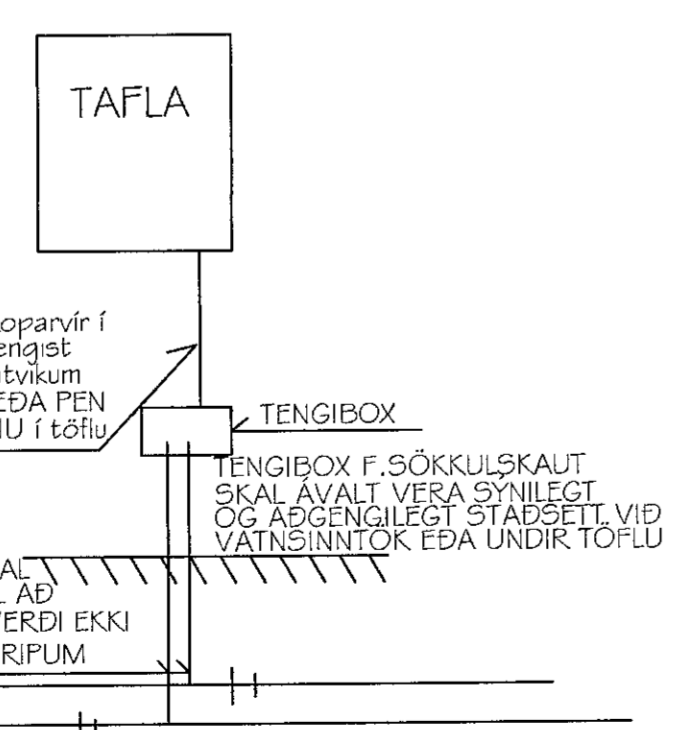 TAFLA
oparvír í
engist
tvikum
EÐA PEN
IU í töflu
TENGIBOX
TENGIBOX F.SÖKKULSKAUT
SKAL ÁVALT VERA SÝNILEGT
OG AÐGENGILEGT STAÐSETT VIÐ
VATNSINNTÖK EÐA UNDIR TÖFLU
AL
L AÐ
VERÐI EKKI
RIPUM